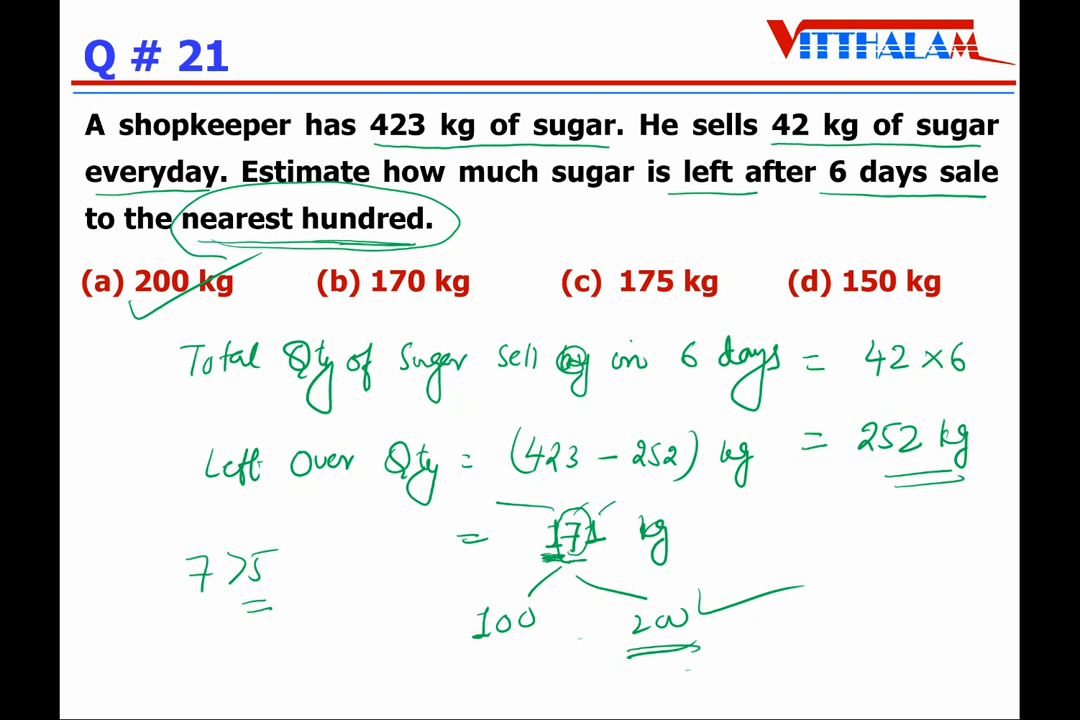 Q # 21
VITTHALAM
A shopkeeper has 423 kg of sugar. He sells 42 kg of sugar
everyday. Estimate how much sugar is left after 6 days sale
to the nearest hundred.
(a) 200 kg (b) 170 kg (c) 175 kg (d) 150 kg
Total Qty of Sugar sell in 6 days = 42 × 6
= 252 kg
Left Over Qty = (423 - 252) kg
= 171 kg
7 > 5
100 200